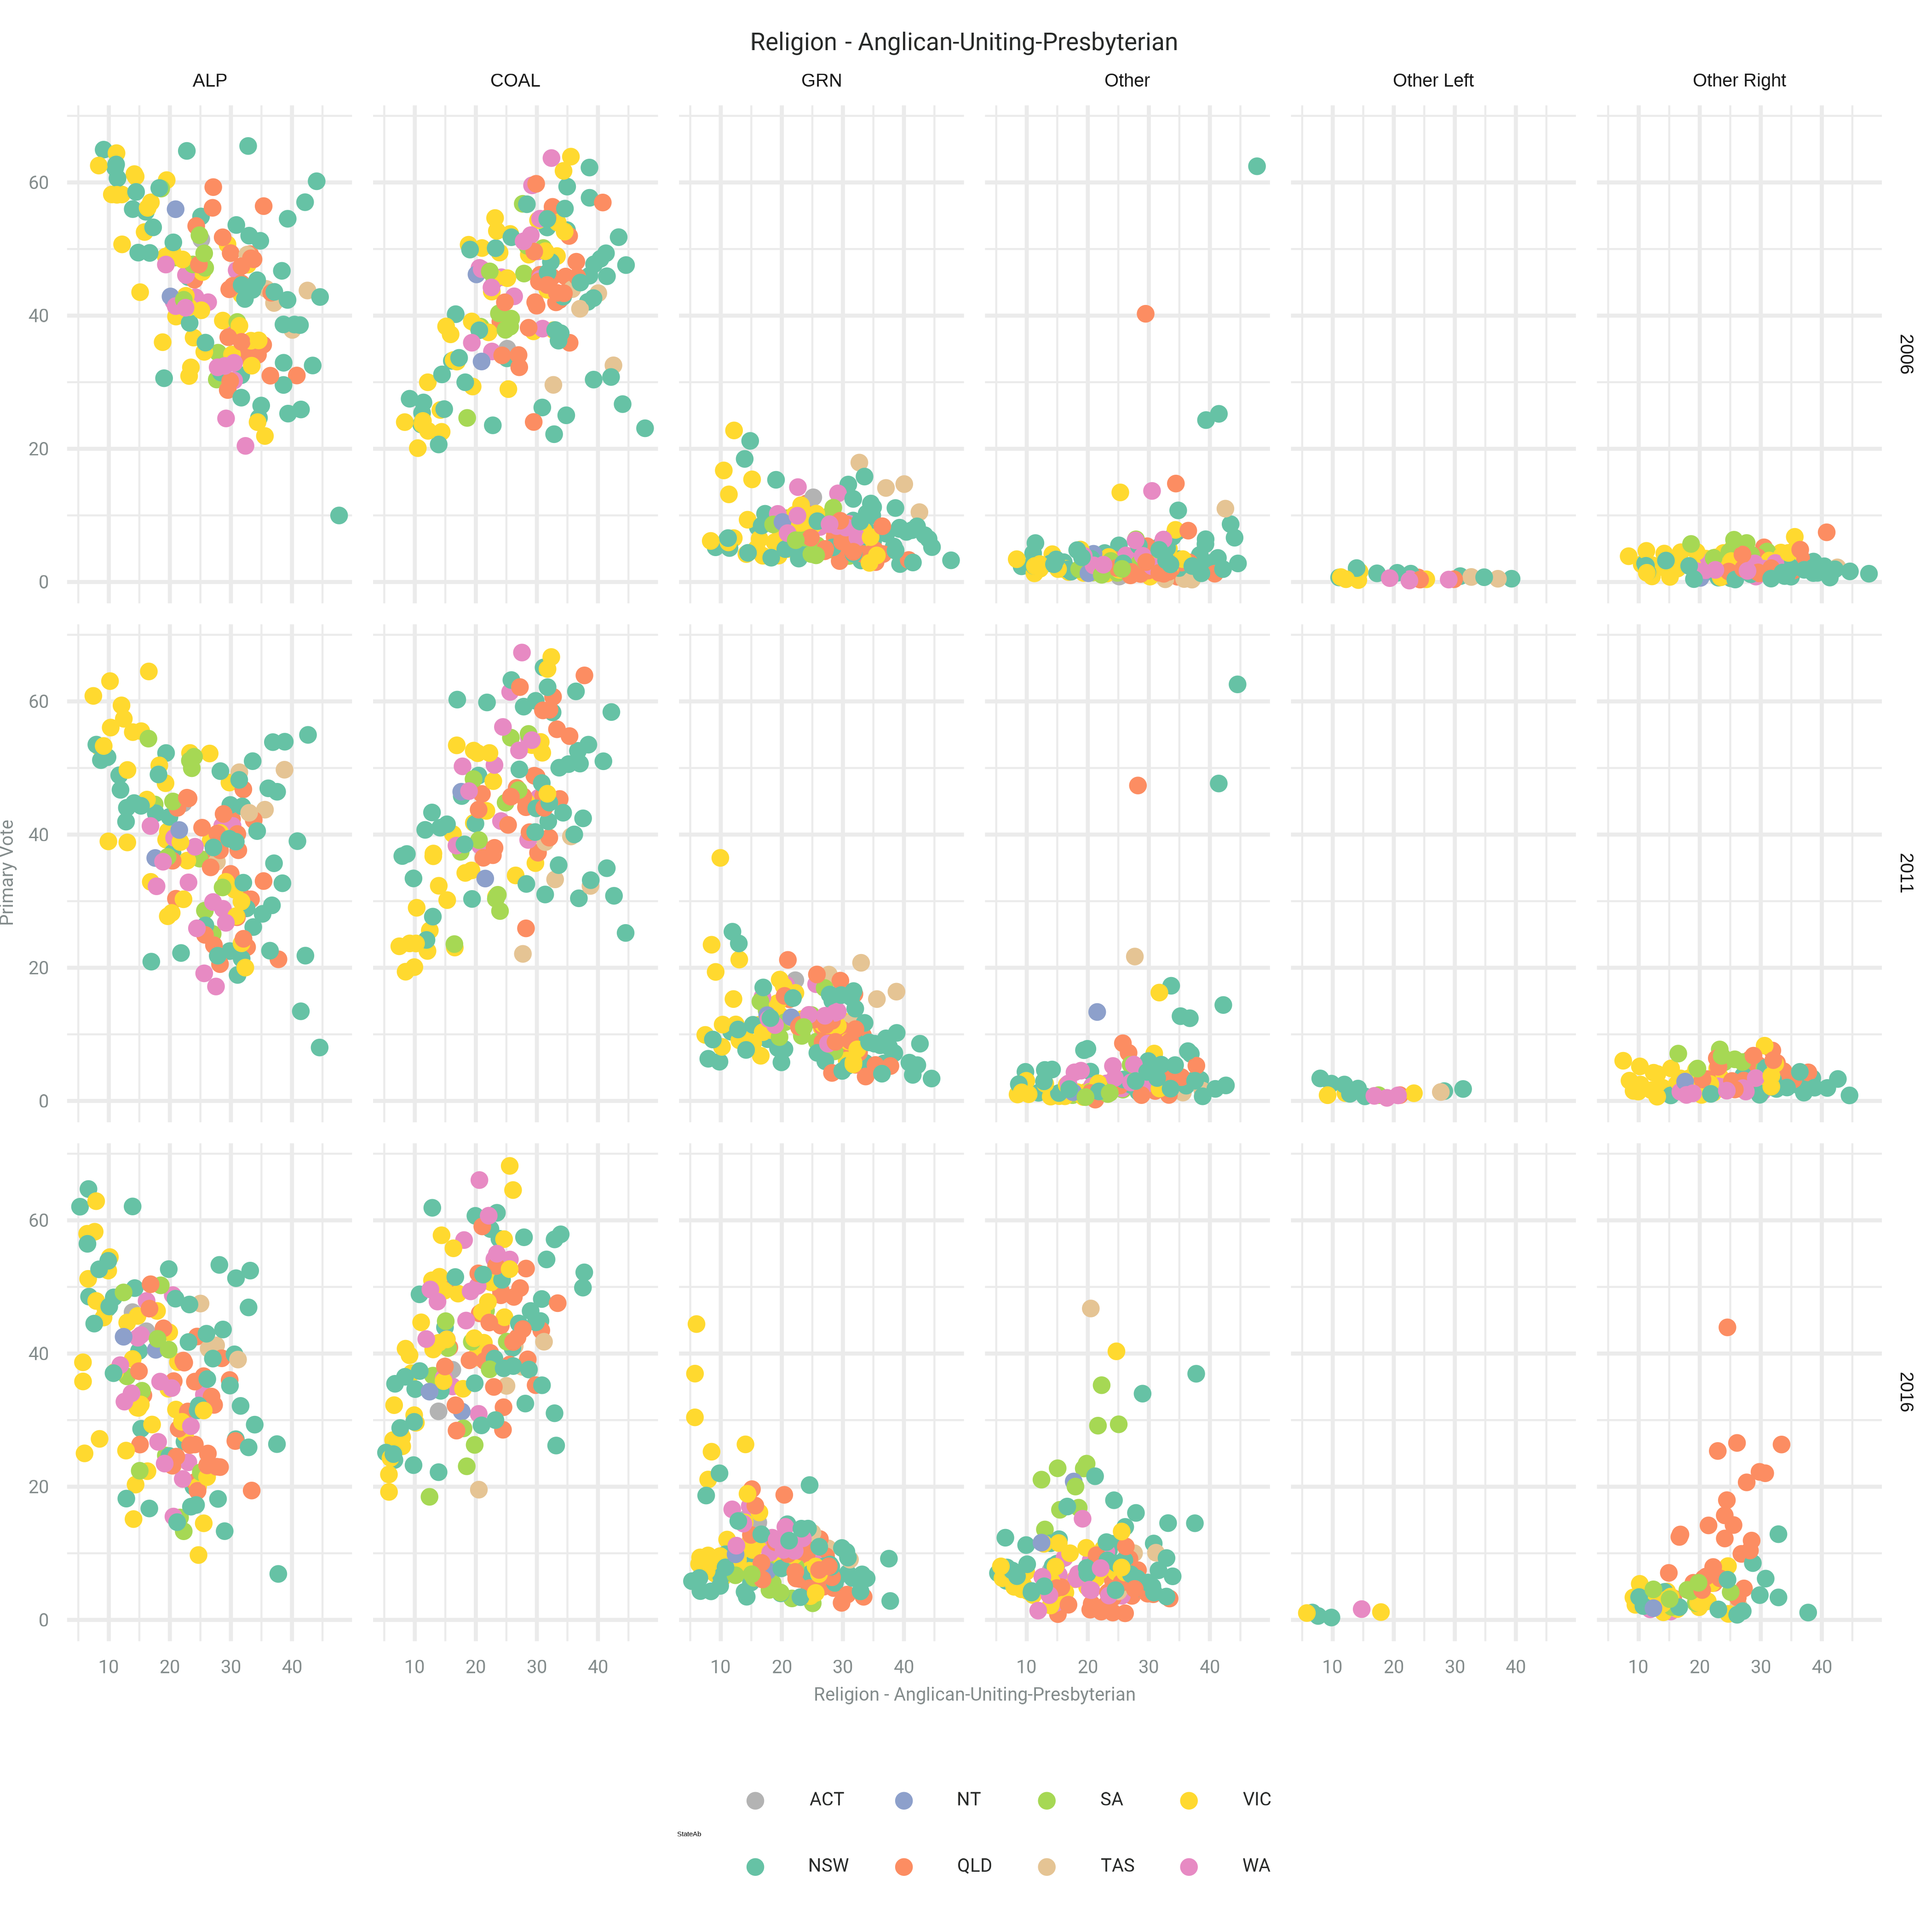 Religion - Anglican-Uniting-Presbyterian
ALP COAL GRN Other Other Left Other Right
60
40
20
0
2006
60
40
20
0
2011
Primary Vote
60
40
20
0
2016
10 20 30 40 10 20 30 40 10 20 30 40 10 20 30 40 10 20 30 40 10 20 30 40
Religion - Anglican-Uniting-Presbyterian
StateAb
ACT NT SA VIC
NSW QLD TAS WA